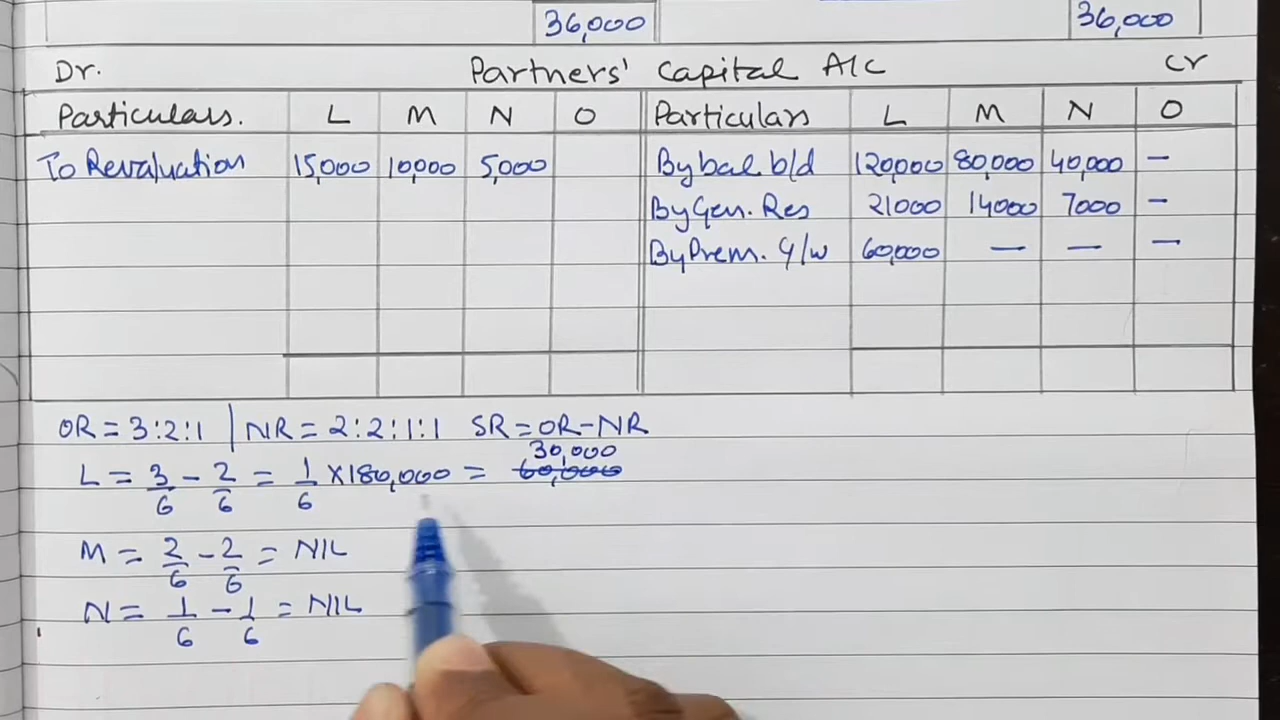 36,000 36,000
Dr. Partners' Capital A/C Cr
Particulars. L M N O Particulars L M N O
To Revaluation 15,000 10,000 5,000 By bal b/d 120,000 80,000 40,000 —
By Gen. Res 21000 14000 7000 —
By Prem. G/w 60,000 — — —
OR = 3:2:1 | NR = 2:2:1:1 SR = OR-NR
30,000
L = 3/6 - 2/6 = 1/6 ×180,000 = 60,000
M = 2/6 - 2/6 = NIL
N = 1/6 - 1/6 = NIL